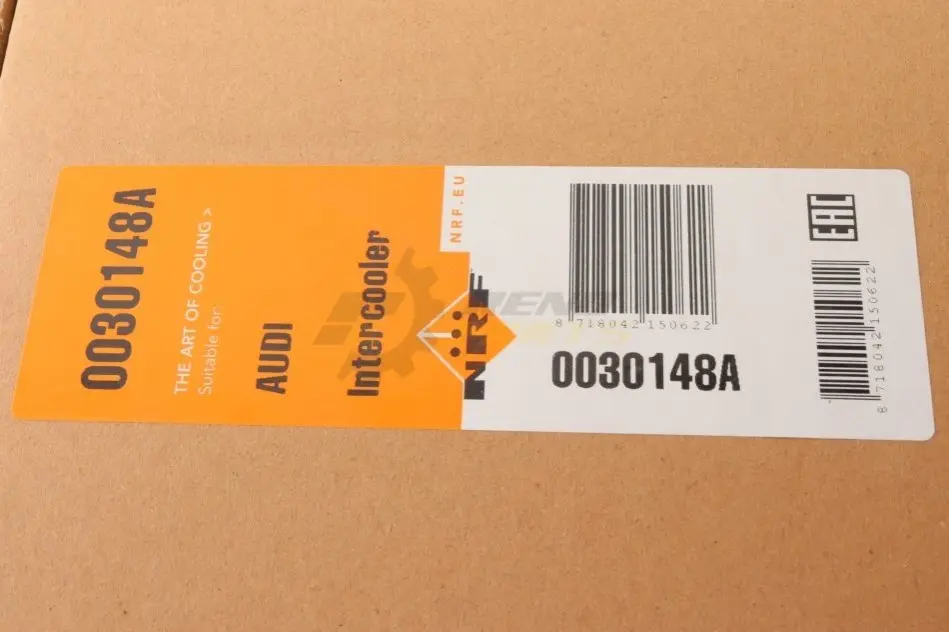 0030148A
THE ART OF COOLING >
Suitable for
AUDI
Intercooler
NRF.EU
NRF
8 718042 150622
0030148A
EAC
8 718042 150622